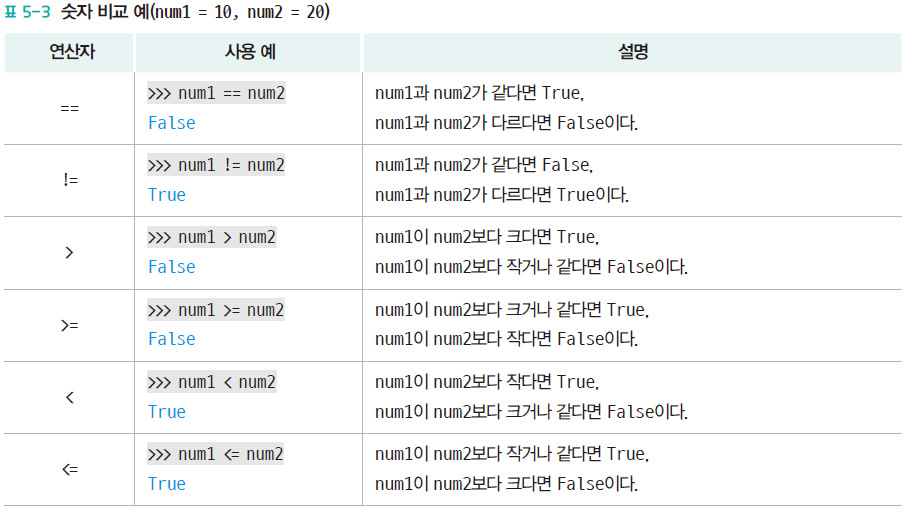 표 5-3 숫자 비교 예(num1 = 10, num2 = 20)
연산자 사용 예 설명
== >>> num1 == num2 num1과 num2가 같다면 True,
False num1과 num2가 다르다면 False이다.
!= >>> num1 != num2 num1과 num2가 같다면 False,
True num1과 num2가 다르다면 True이다.
> >>> num1 > num2 num1이 num2보다 크다면 True,
False num1이 num2보다 작거나 같다면 False이다.
>= >>> num1 >= num2 num1이 num2보다 크거나 같다면 True,
False num1이 num2보다 작다면 False이다.
< >>> num1 < num2 num1이 num2보다 작다면 True,
True num1이 num2보다 크거나 같다면 False이다.
<= >>> num1 <= num2 num1이 num2보다 작거나 같다면 True,
True num1이 num2보다 크다면 False이다.